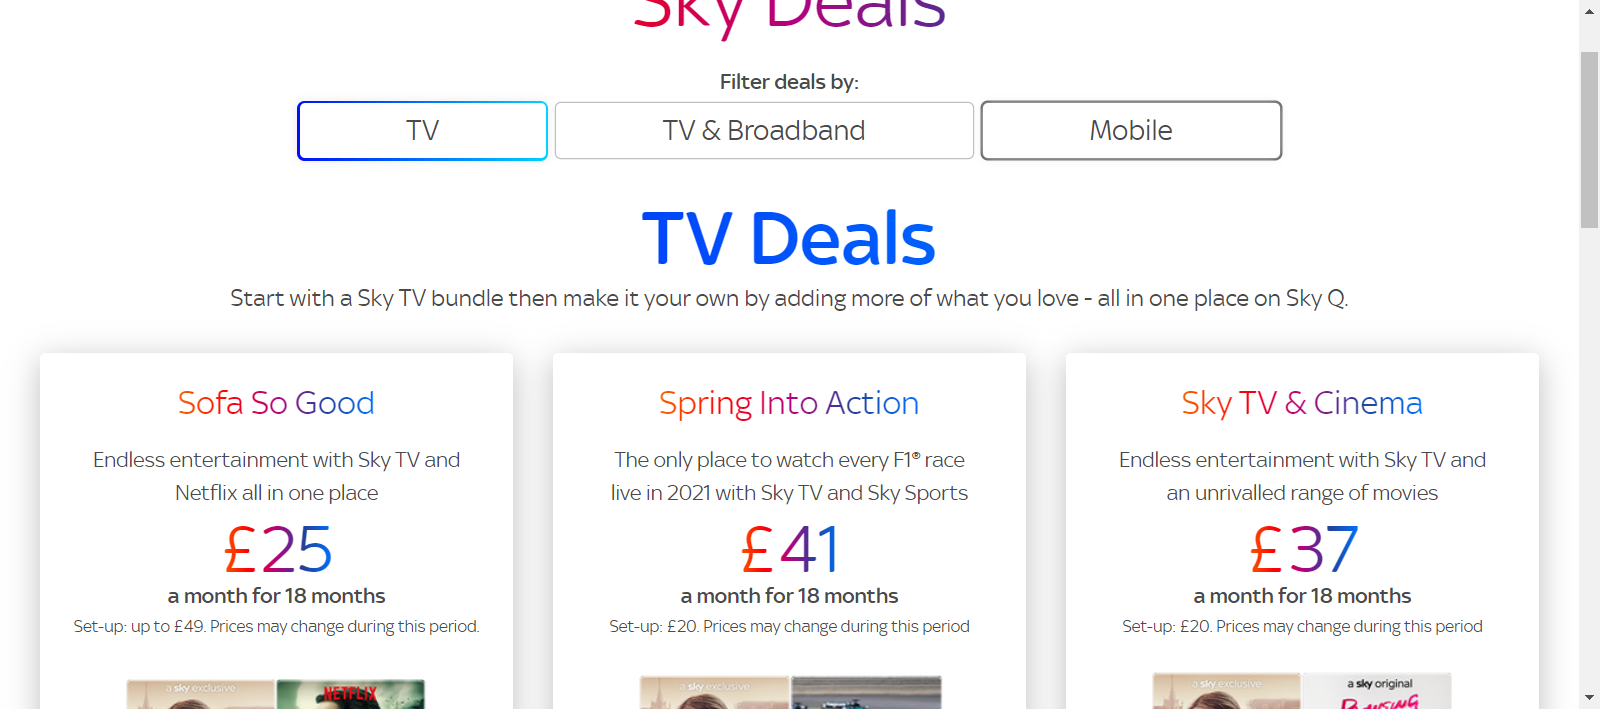 Sky Deals
Filter deals by:
TV
TV & Broadband
Mobile
TV Deals
Start with a Sky TV bundle then make it your own by adding more of what you love - all in one place on Sky Q.
Sofa So Good
Endless entertainment with Sky TV and
Netflix all in one place
£25
a month for 18 months
Set-up: up to £49. Prices may change during this period.
a sky exclusive
NETFLIX
Spring Into Action
The only place to watch every F1® race
live in 2021 with Sky TV and Sky Sports
£41
a month for 18 months
Set-up: £20. Prices may change during this period
a sky exclusive
Sky TV & Cinema
Endless entertainment with Sky TV and
an unrivalled range of movies
£37
a month for 18 months
Set-up: £20. Prices may change during this period
a sky exclusive
a sky original